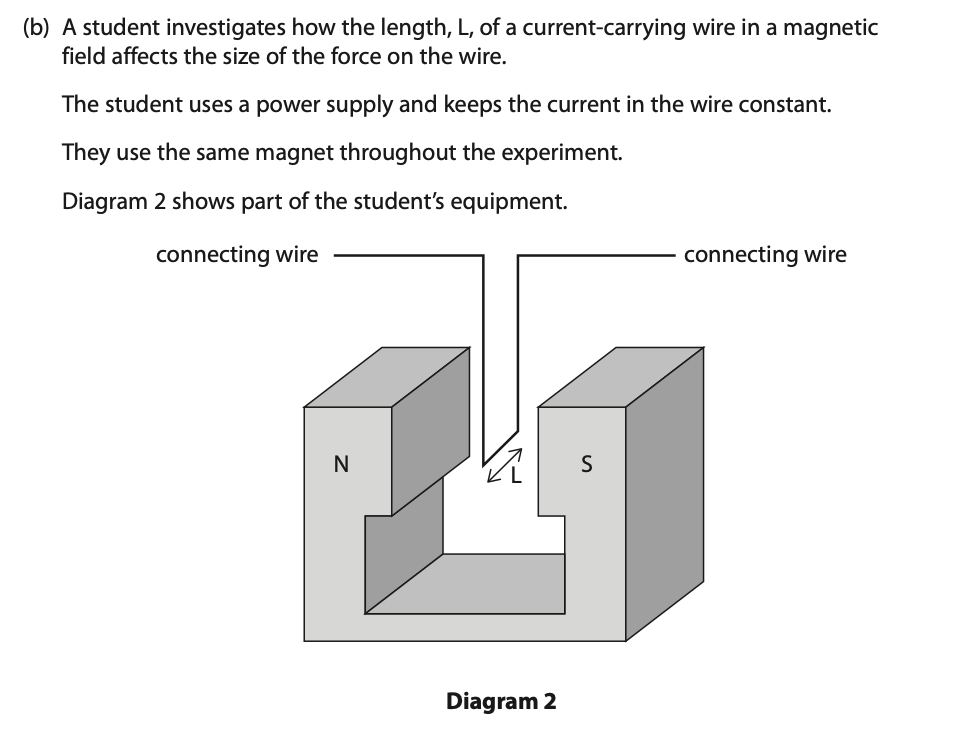 (b) A student investigates how the length, L, of a current-carrying wire in a magnetic
field affects the size of the force on the wire.
The student uses a power supply and keeps the current in the wire constant.
They use the same magnet throughout the experiment.
Diagram 2 shows part of the student’s equipment.
connecting wire
connecting wire
N
L
S
Diagram 2